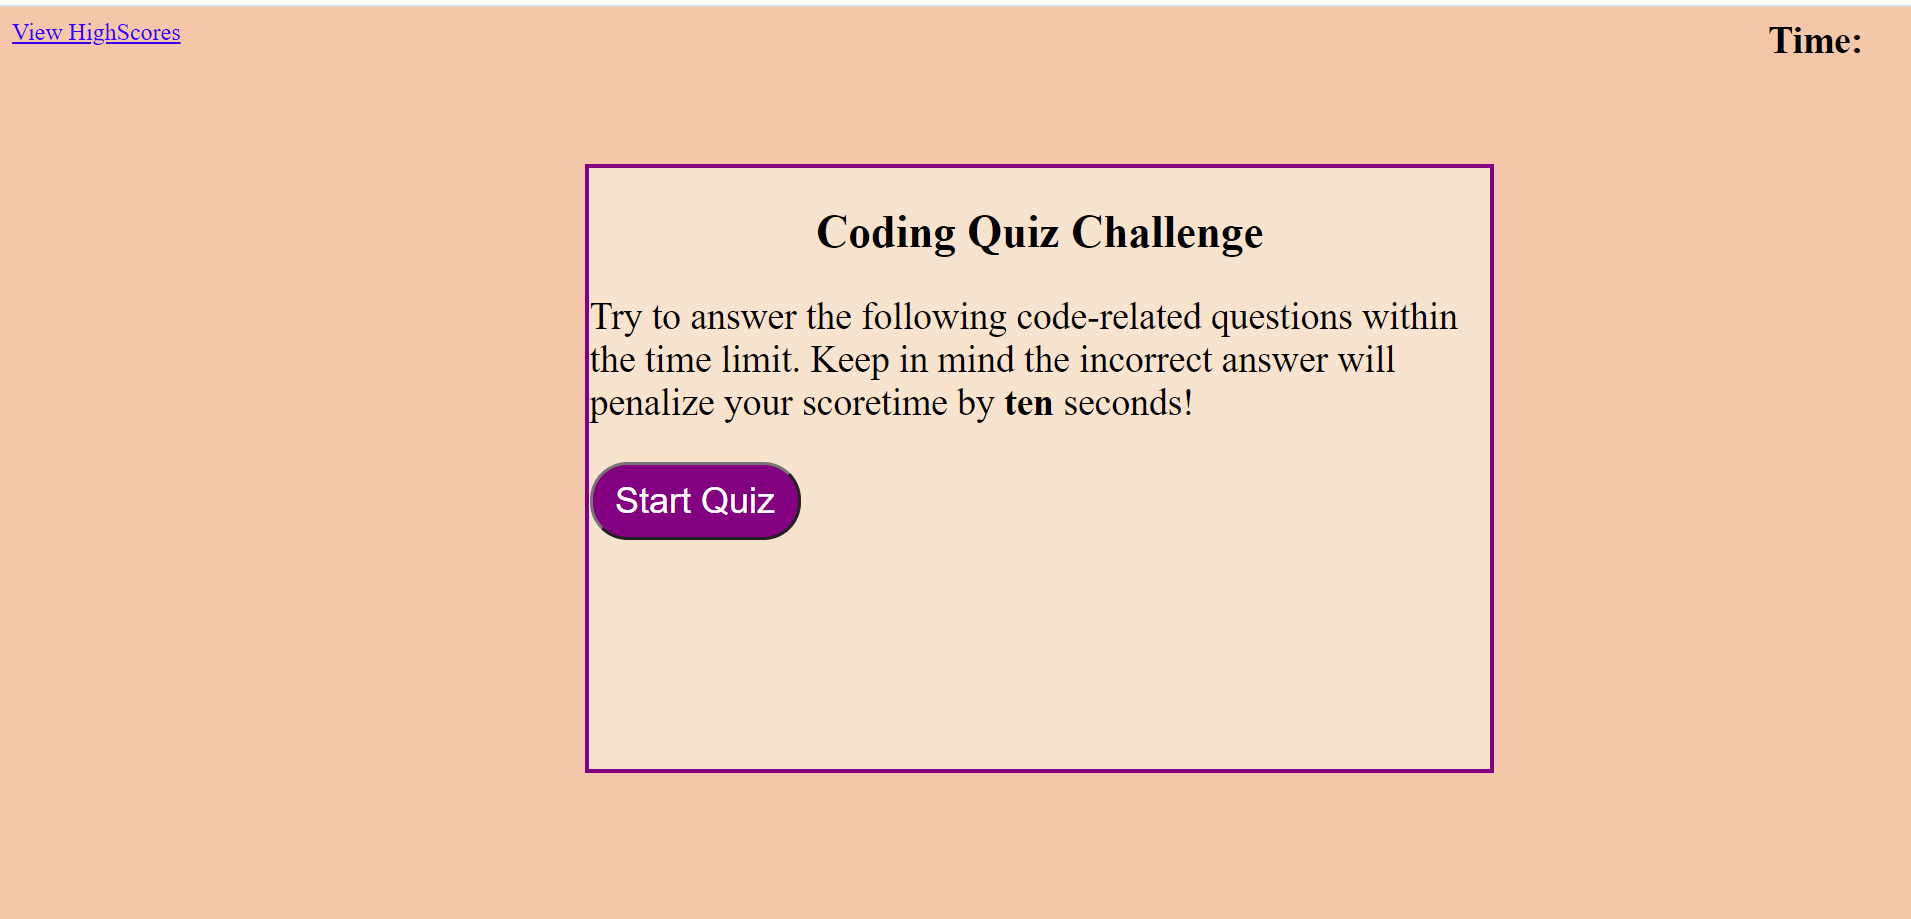 View HighScores
Time:
Coding Quiz Challenge
Try to answer the following code-related questions within
the time limit. Keep in mind the incorrect answer will
penalize your scoretime by ten seconds!
Start Quiz